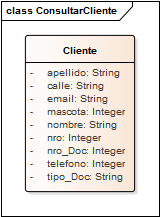 class ConsultarCliente
Cliente
- apellido: String
- calle: String
- email: String
- mascota: Integer
- nombre: String
- nro: Integer
- nro_Doc: Integer
- telefono: Integer
- tipo_Doc: String